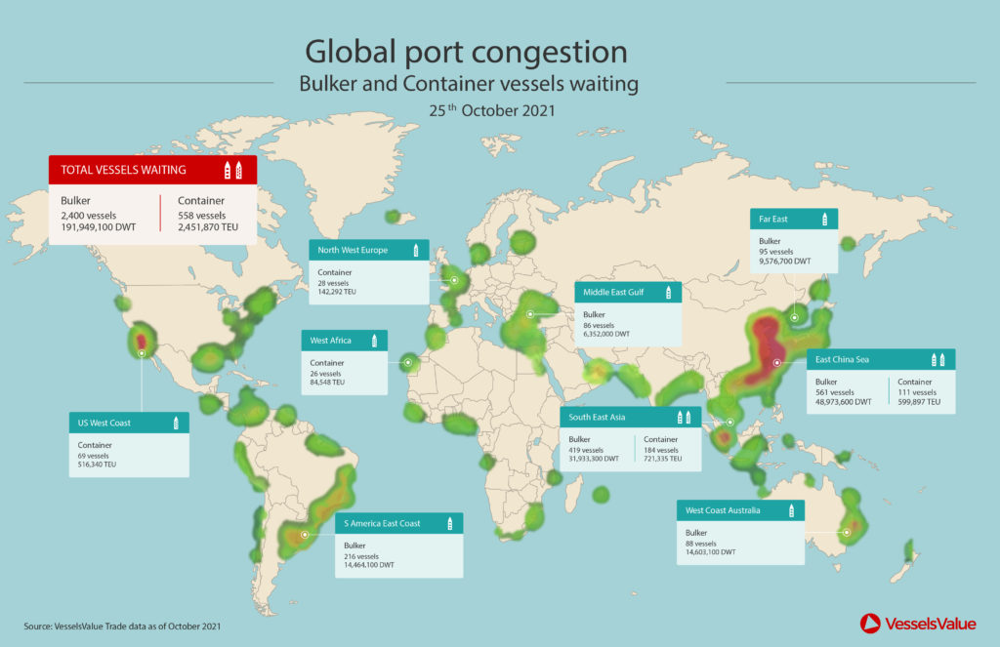 Global port congestion
Bulker and Container vessels waiting
25th October 2021
TOTAL VESSELS WAITING
Bulker
2,400 vessels
191,949,100 DWT
Container
558 vessels
2,451,870 TEU
Far East
Bulker
95 vessels
9,576,700 DWT
North West Europe
Container
28 vessels
142,292 TEU
Middle East Gulf
Bulker
86 vessels
6,352,000 DWT
West Africa
Container
26 vessels
84,548 TEU
East China Sea
Bulker
561 vessels
48,973,600 DWT
Container
111 vessels
599,897 TEU
US West Coast
Container
69 vessels
516,340 TEU
South East Asia
Bulker
419 vessels
31,933,300 DWT
Container
184 vessels
721,335 TEU
S America East Coast
Bulker
216 vessels
14,464,100 DWT
West Coast Australia
Bulker
88 vessels
14,603,100 DWT
Source: VesselsValue Trade data as of October 2021
VesselsValue